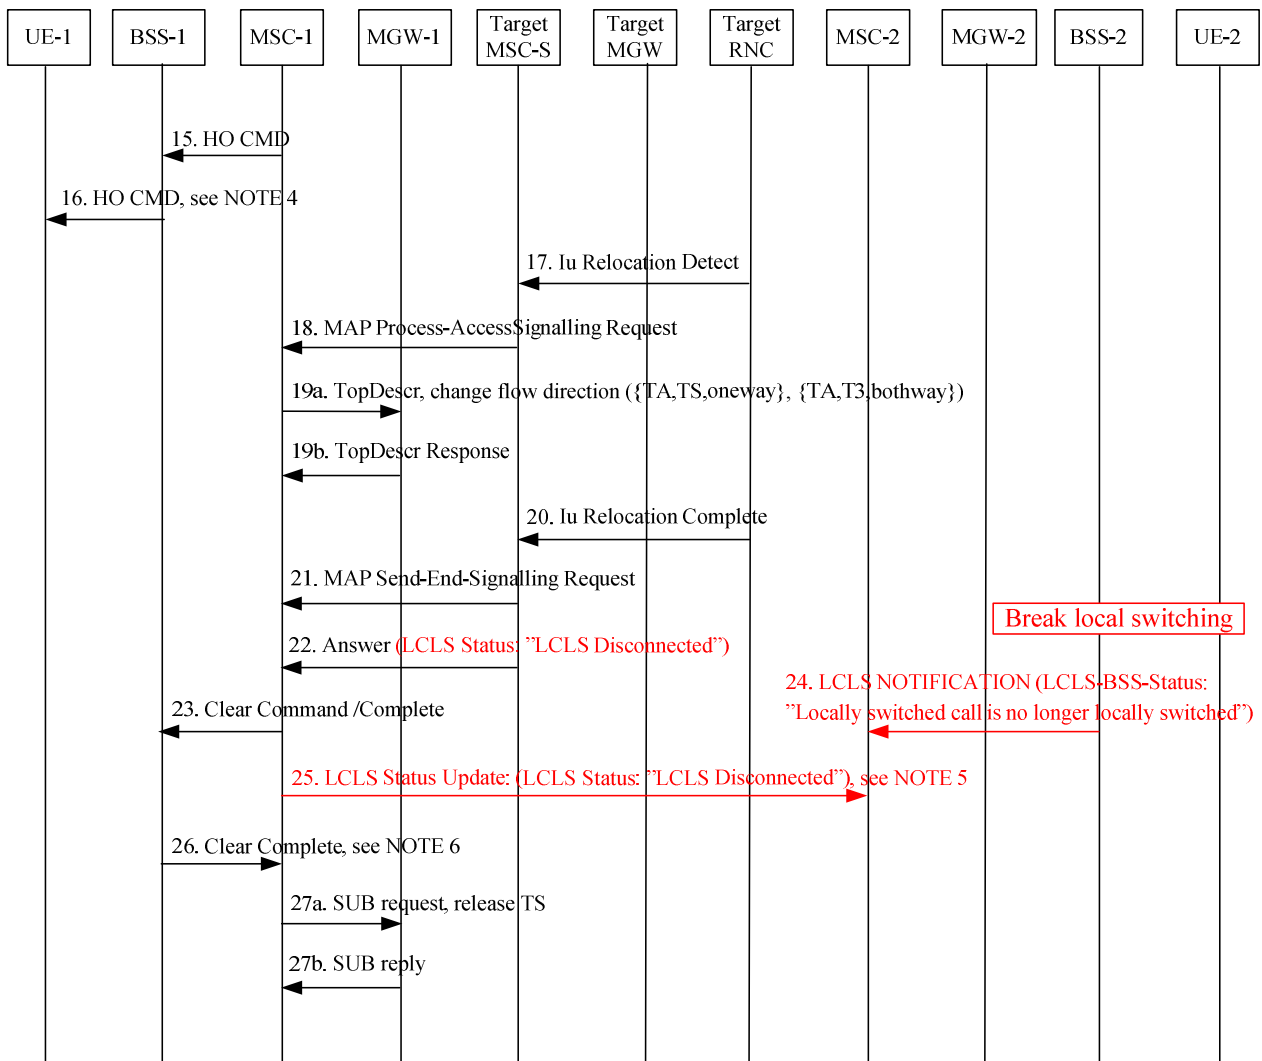 UE-1
BSS-1
MSC-1
MGW-1
Target
MSC-S
Target
MGW
Target
RNC
MSC-2
MGW-2
BSS-2
UE-2
15. HO CMD
16. HO CMD, see NOTE 4
17. Iu Relocation Detect
18. MAP Process-AccessSignalling Request
19a. TopDescr, change flow direction ({TA,TS,oneway}, {TA,T3,bothway})
19b. TopDescr Response
20. Iu Relocation Complete
21. MAP Send-End-Signalling Request
Break local switching
22. Answer (LCLS Status: ”LCLS Disconnected”)
24. LCLS NOTIFICATION (LCLS-BSS-Status:
”Locally switched call is no longer locally switched”)
23. Clear Command /Complete
25. LCLS Status Update: (LCLS Status: ”LCLS Disconnected”), see NOTE 5
26. Clear Complete, see NOTE 6
27a. SUB request, release TS
27b. SUB reply